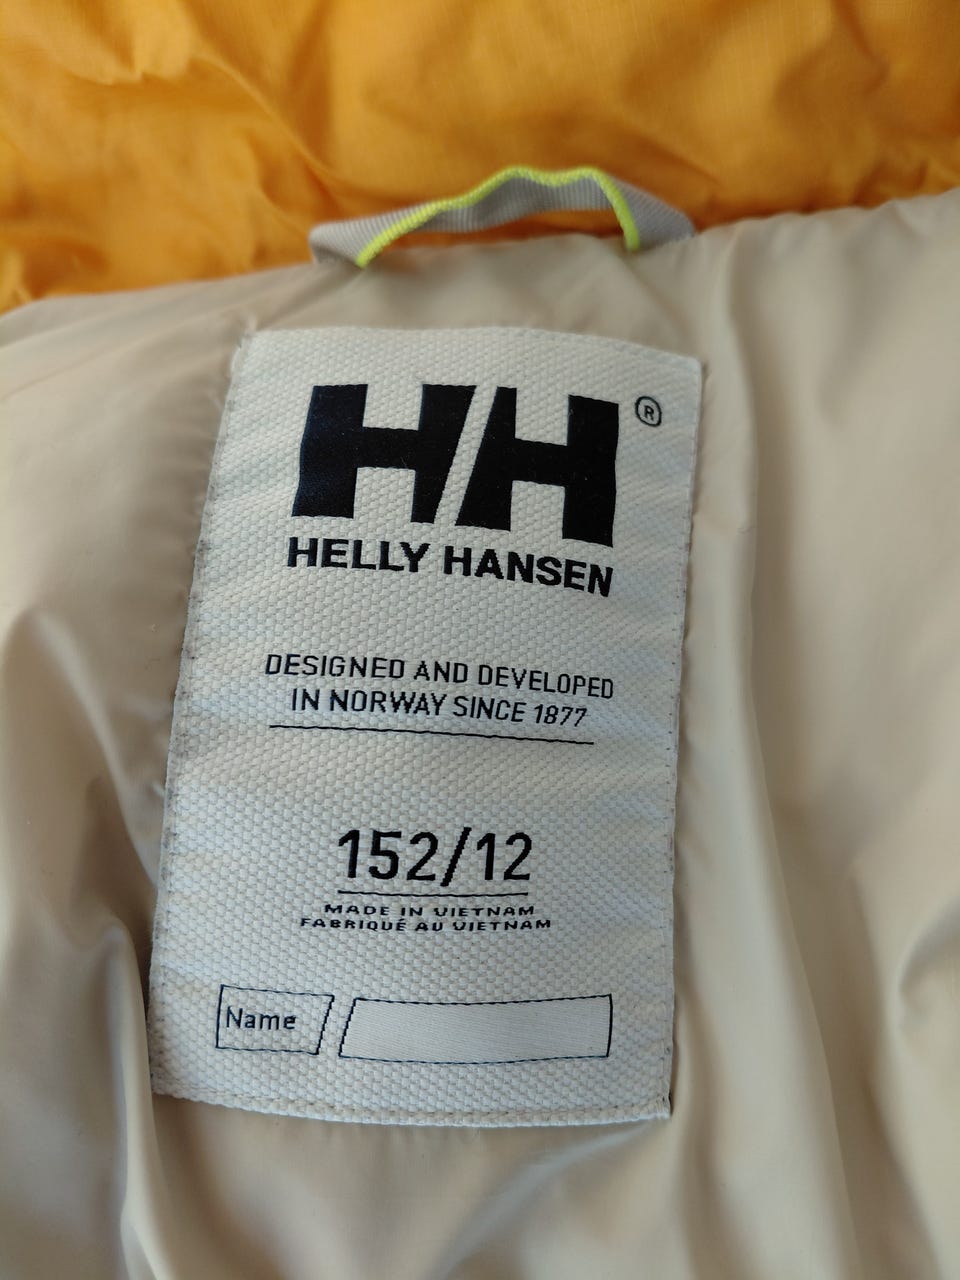 HH ®
HELLY HANSEN
DESIGNED AND DEVELOPED
IN NORWAY SINCE 1877
152/12
MADE IN VIETNAM
FABRIQUÉ AU VIETNAM
Name